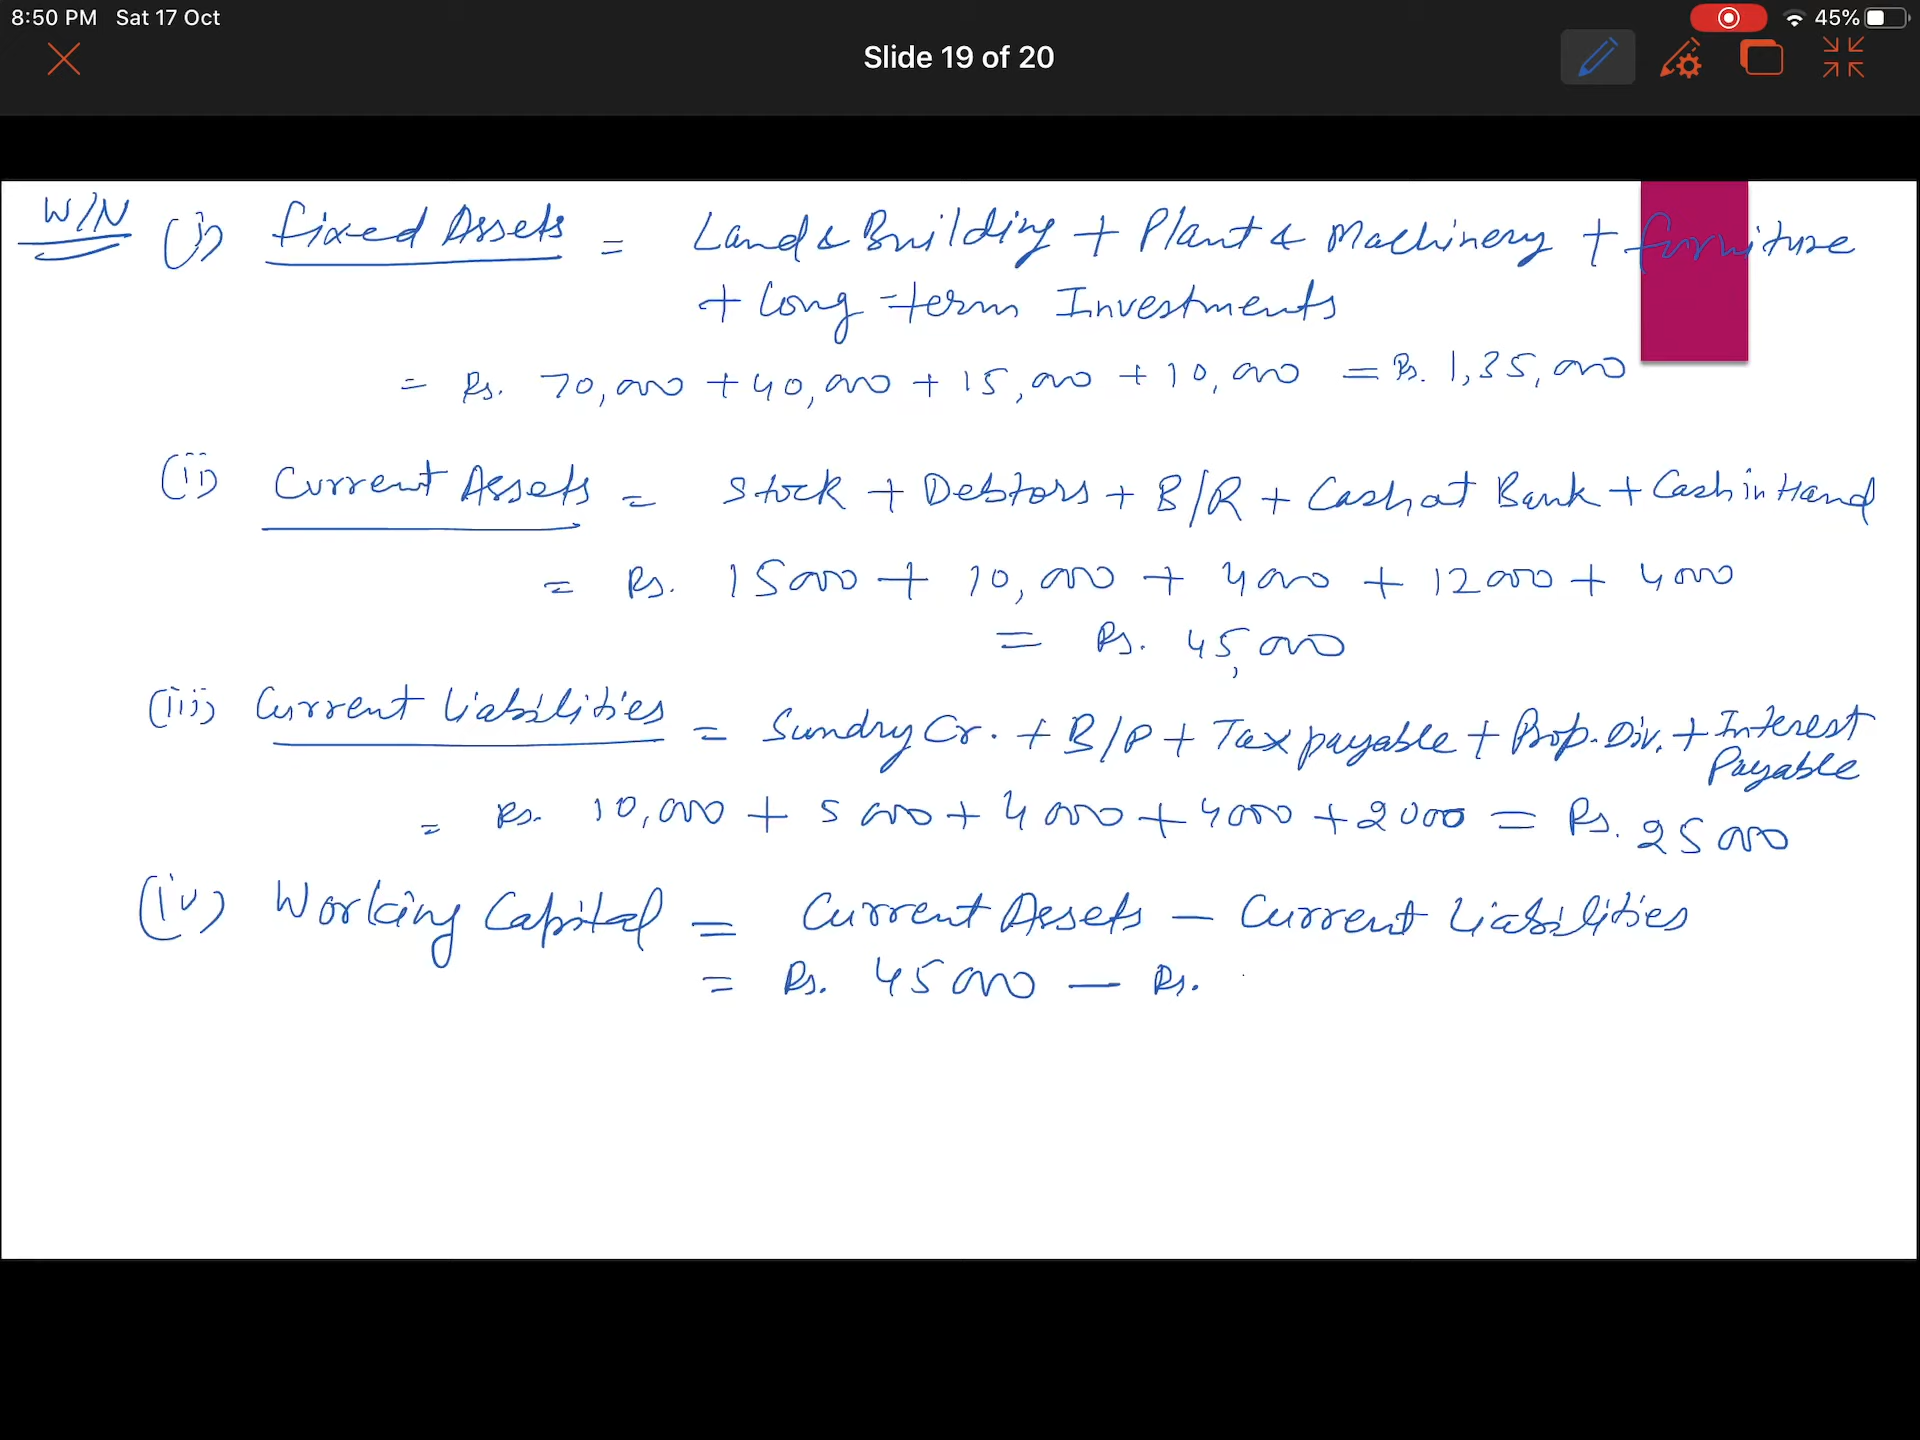 8:50 PM Sat 17 Oct 45%
Slide 19 of 20
W/N (i) Fixed Assets = Land & Building + Plant & Machinery + furniture
+ Long-term Investments
= Rs. 70,000 + 40,000 + 15,000 + 10,000 = Rs. 1,35,000
(ii) Current Assets = Stock + Debtors + B/R + Cash at Bank + Cash in Hand
= Rs. 15000 + 10,000 + 4000 + 12000 + 4000
= Rs. 45,000
(iii) Current Liabilities = Sundry Cr. + B/P + Tax payable + Prop. Div. + Interest
Payable
= Rs. 10,000 + 5000 + 4000 + 4000 + 2000 = Rs. 25000
(iv) Working Capital = Current Assets – Current Liabilities
= Rs. 45000 – Rs.